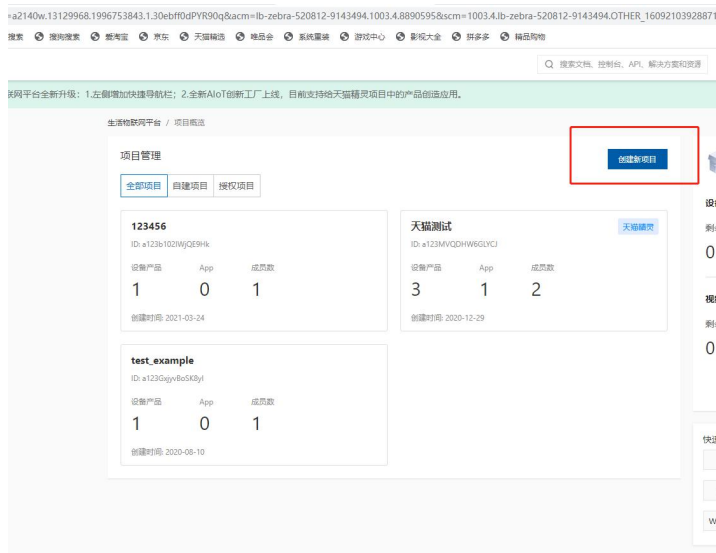 =a2140w.13129968.1996753843.1.30ebff0dPYR90q&acm=lb-zebra-520812-9143494.1003.4.8890595&scm=1003.4.lb-zebra-520812-9143494.OTHER_16092103928871
搜索 搜狗搜索 爱淘宝 京东 天猫精选 唯品会 系统重装 游戏中心 影视大全 拼多多 精品购物
搜索文档、控制台、API、解决方案和资源
联网平台全新升级：1.左侧增加快捷导航栏；2.全新AIoT创新工厂上线，目前支持给天猫精灵项目中的产品创造应用。
生活物联网平台 / 项目概览
项目管理
创建新项目
全部项目 自建项目 授权项目
123456
ID: a123b102IWjQE9Hk
设备产品 App 成员数
1 0 1
创建时间: 2021-03-24
天猫测试 天猫精灵
ID: a123MVQDHW6GLYCJ
设备产品 App 成员数
3 1 2
创建时间: 2020-12-29
test_example
ID: a123GxjyvBoSK8yI
设备产品 App 成员数
1 0 1
创建时间: 2020-08-10
设
剩
0
视
剩
0
快速
W